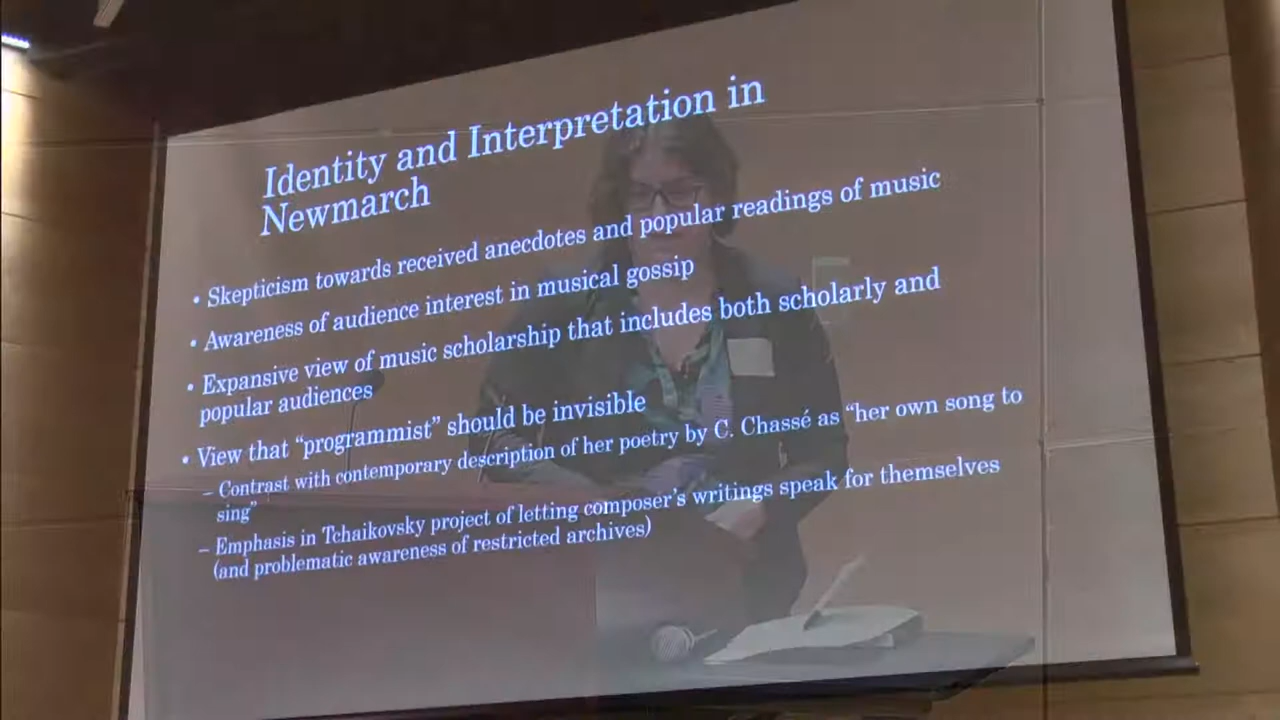 Identity and Interpretation in
Newmarch
• Skepticism towards received anecdotes and popular readings of music
• Awareness of audience interest in musical gossip
• Expansive view of music scholarship that includes both scholarly and
popular audiences
• View that “programmist” should be invisible
– Contrast with contemporary description of her poetry by C. Chassé as “her own song to
sing”
– Emphasis in Tchaikovsky project of letting composer’s writings speak for themselves
(and problematic awareness of restricted archives)